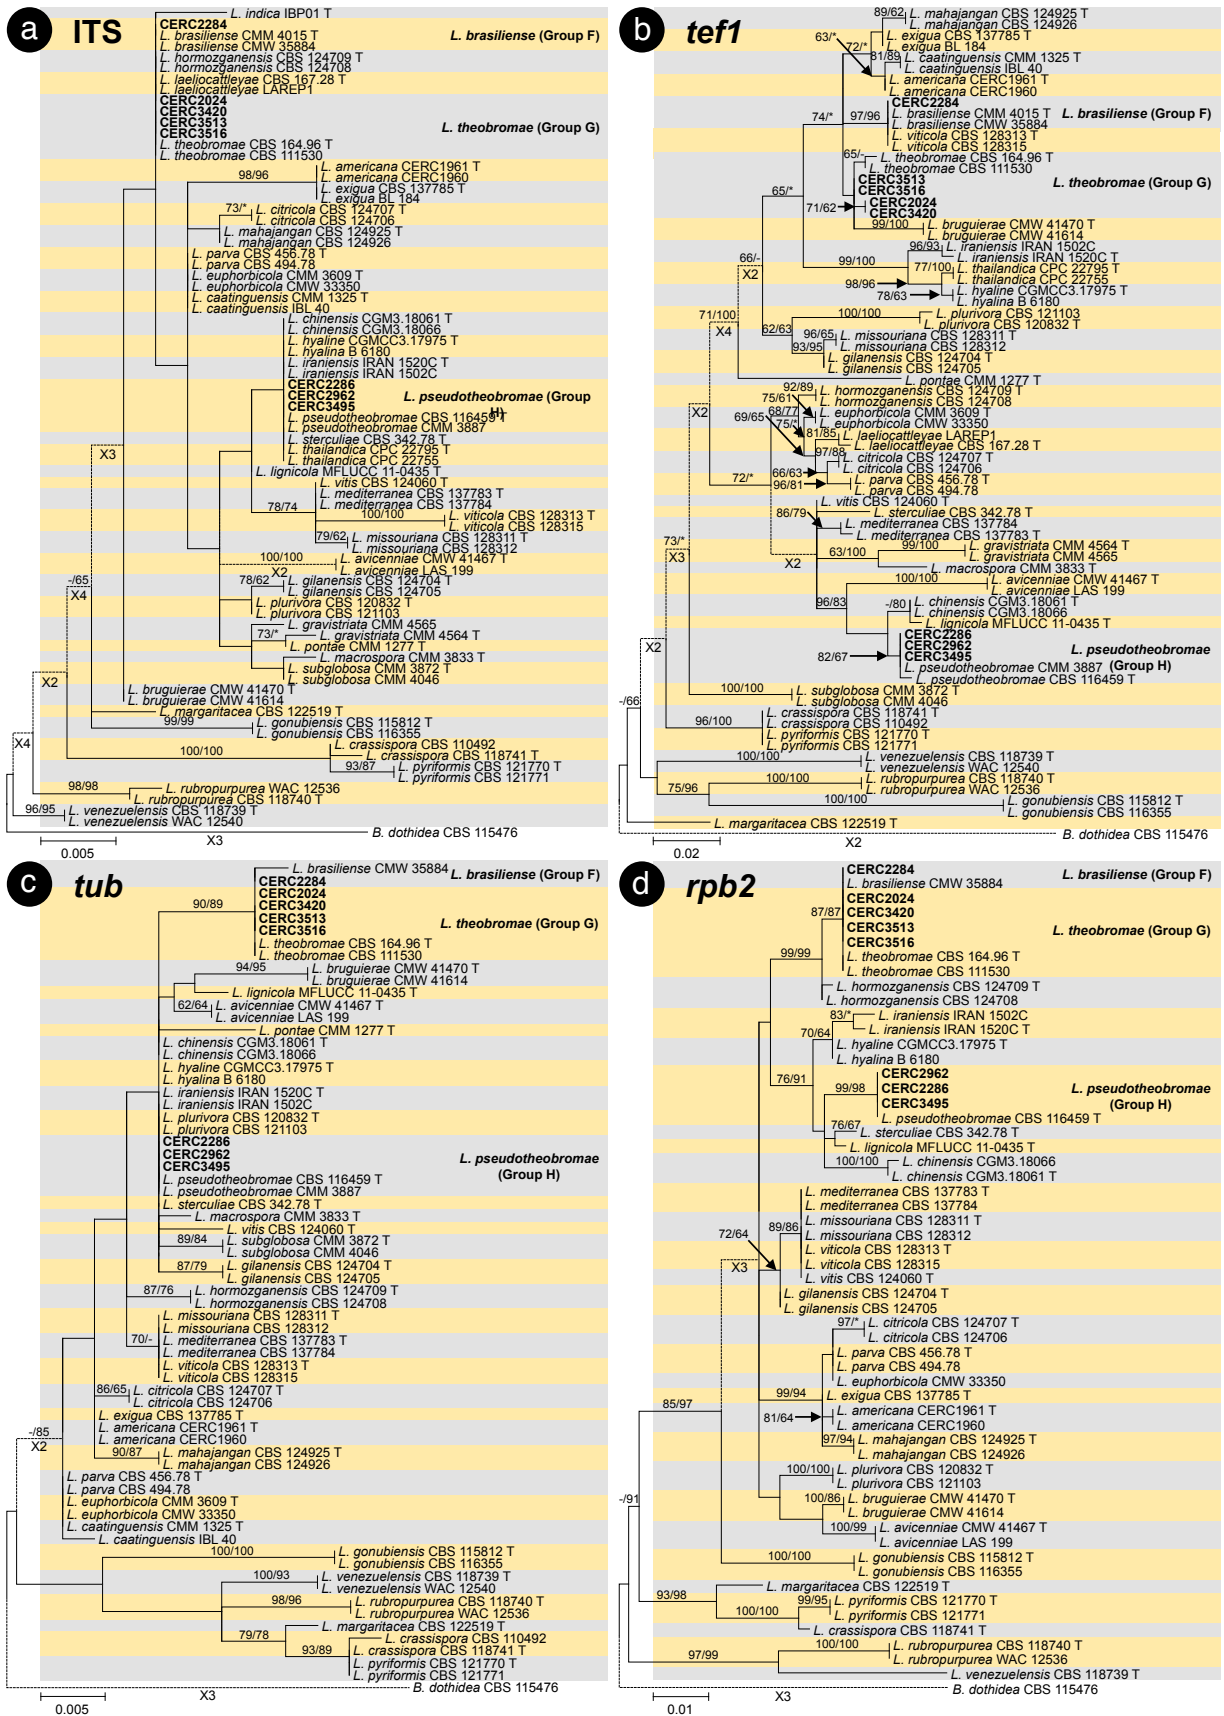 a ITS
L. indica IBP01 T
CERC2284
L. brasiliense CMM 4015 T
L. brasiliense (Group F)
L. brasiliense CMW 35884
L. hormozganensis CBS 124709 T
L. hormozganensis CBS 124708
L. laeliocattleyae CBS 167.28 T
L. laeliocattleyae LAREP1
CERC2024
CERC3420
CERC3513
L. theobromae (Group G)
CERC3516
L. theobromae CBS 164.96 T
L. theobromae CBS 111530
L. americana CERC1961 T
98/96
L. americana CERC1960
L. exigua CBS 137785 T
L. exigua BL 184
73/*
L. citricola CBS 124707 T
L. citricola CBS 124706
L. mahajangan CBS 124925 T
L. mahajangan CBS 124926
L. parva CBS 456.78 T
L. parva CBS 494.78
L. euphorbicola CMM 3609 T
L. euphorbicola CMW 33350
L. caatinguensis CMM 1325 T
L. caatinguensis IBL 40
L. chinensis CGM3.18061 T
L. chinensis CGM3.18066
L. hyaline CGMCC3.17975 T
L. hyalina B 6180
L. iraniensis IRAN 1520C T
L. iraniensis IRAN 1502C
CERC2286
CERC2962
L. pseudotheobromae (Group H)
CERC3495
L. pseudotheobromae CBS 116459 T
L. pseudotheobromae CMM 3887
L. sterculiae CBS 342.78 T
L. thailandica CPC 22795 T
X3
L. thailandica CPC 22755
L. lignicola MFLUCC 11-0435 T
L. vitis CBS 124060 T
L. mediterranea CBS 137783 T
L. mediterranea CBS 137784
78/74
100/100
L. viticola CBS 128313 T
L. viticola CBS 128315
79/62
L. missouriana CBS 128311 T
L. missouriana CBS 128312
100/100
L. avicenniae CMW 41467 T
X2
L. avicenniae LAS 199
-/65
78/62
L. gilanensis CBS 124704 T
L. gilanensis CBS 124705
X4
L. plurivora CBS 120832 T
L. plurivora CBS 121103
L. gravistriata CMM 4565
73/*
L. gravistriata CMM 4564 T
L. pontae CMM 1277 T
L. macrospora CMM 3833 T
L. subglobosa CMM 3872 T
L. subglobosa CMM 4046
X2
L. bruguierae CMW 41470 T
L. bruguierae CMW 41614
L. margaritacea CBS 122519 T
99/99
L. gonubiensis CBS 115812 T
L. gonubiensis CBS 116355
X4
100/100
L. crassispora CBS 110492
L. crassispora CBS 118741 T
93/87
L. pyriformis CBS 121770 T
L. pyriformis CBS 121771
98/98
L. rubropurpurea WAC 12536
L. rubropurpurea CBS 118740 T
96/95
L. venezuelensis CBS 118739 T
L. venezuelensis WAC 12540
B. dothidea CBS 115476
X3
0.005
b tef1
89/62
L. mahajangan CBS 124925 T
L. mahajangan CBS 124926
63/*
72/*
L. exigua CBS 137785 T
L. exigua BL 184
81/89
L. caatinguensis CMM 1325 T
L. caatinguensis IBL 40
L. americana CERC1961 T
L. americana CERC1960
CERC2284
74/*
97/96
L. brasiliense CMM 4015 T
L. brasiliense (Group F)
L. brasiliense CMW 35884
L. viticola CBS 128313 T
L. viticola CBS 128315
65/-
L. theobromae CBS 164.96 T
L. theobromae CBS 111530
CERC3513
L. theobromae (Group G)
CERC3516
65/*
71/62
CERC2024
CERC3420
99/100
L. bruguierae CMW 41470 T
L. bruguierae CMW 41614
96/93
L. iraniensis IRAN 1502C
L. iraniensis IRAN 1520C T
66/-
99/100
77/100
L. thailandica CPC 22795 T
X2
L. thailandica CPC 22755
98/96
78/63
L. hyaline CGMCC3.17975 T
L. hyalina B 6180
71/100
100/100
L. plurivora CBS 121103
L. plurivora CBS 120832 T
X4
62/63
96/65
L. missouriana CBS 128311 T
93/95
L. missouriana CBS 128312
L. gilanensis CBS 124704 T
L. gilanensis CBS 124705
L. pontae CMM 1277 T
92/89
L. hormozganensis CBS 124709 T
75/61
L. hormozganensis CBS 124708
X2
68/77
L. euphorbicola CMM 3609 T
69/65
75/*
L. euphorbicola CMW 33350
81/85
L. laeliocattleyae LAREP1
L. laeliocattleyae CBS 167.28 T
97/88
L. citricola CBS 124707 T
66/63
L. citricola CBS 124706
72/*
96/81
L. parva CBS 456.78 T
L. parva CBS 494.78
L. vitis CBS 124060 T
86/79
L. sterculiae CBS 342.78 T
L. mediterranea CBS 137784
L. mediterranea CBS 137783 T
73/*
99/100
L. gravistriata CMM 4564 T
X3
X2
63/100
L. gravistriata CMM 4565
L. macrospora CMM 3833 T
100/100
L. avicenniae CMW 41467 T
L. avicenniae LAS 199
96/83
-/80
L. chinensis CGM3.18061 T
L. chinensis CGM3.18066
L. lignicola MFLUCC 11-0435 T
CERC2286
X2
CERC2962
L. pseudotheobromae
82/67
CERC3495
(Group H)
L. pseudotheobromae CMM 3887
L. pseudotheobromae CBS 116459 T
100/100
L. subglobosa CMM 3872 T
-/66
L. subglobosa CMM 4046
L. crassispora CBS 118741 T
96/100
L. crassispora CBS 110492
L. pyriformis CBS 121770 T
L. pyriformis CBS 121771
100/100
L. venezuelensis CBS 118739 T
L. venezuelensis WAC 12540
100/100
L. rubropurpurea CBS 118740 T
75/96
L. rubropurpurea WAC 12536
100/100
L. gonubiensis CBS 115812 T
L. gonubiensis CBS 116355
L. margaritacea CBS 122519 T
B. dothidea CBS 115476
X2
0.02
c tub
L. brasiliense CMW 35884
L. brasiliense (Group F)
CERC2284
CERC2024
90/89
CERC3420
CERC3513
L. theobromae (Group G)
CERC3516
L. theobromae CBS 164.96 T
L. theobromae CBS 111530
94/95
L. bruguierae CMW 41470 T
L. bruguierae CMW 41614
L. lignicola MFLUCC 11-0435 T
62/64
L. avicenniae CMW 41467 T
L. avicenniae LAS 199
L. pontae CMM 1277 T
L. chinensis CGM3.18061 T
L. chinensis CGM3.18066
L. hyaline CGMCC3.17975 T
L. hyalina B 6180
L. iraniensis IRAN 1520C T
L. iraniensis IRAN 1502C
L. plurivora CBS 120832 T
L. plurivora CBS 121103
CERC2286
CERC2962
L. pseudotheobromae
CERC3495
(Group H)
L. pseudotheobromae CBS 116459 T
L. pseudotheobromae CMM 3887
L. sterculiae CBS 342.78 T
L. macrospora CMM 3833 T
L. vitis CBS 124060 T
89/84
L. subglobosa CMM 3872 T
L. subglobosa CMM 4046
87/79
L. gilanensis CBS 124704 T
L. gilanensis CBS 124705
87/76
L. hormozganensis CBS 124709 T
L. hormozganensis CBS 124708
L. missouriana CBS 128311 T
L. missouriana CBS 128312
70/-
L. mediterranea CBS 137783 T
L. mediterranea CBS 137784
L. viticola CBS 128313 T
L. viticola CBS 128315
86/65
L. citricola CBS 124707 T
L. citricola CBS 124706
L. exigua CBS 137785 T
L. americana CERC1961 T
-/85
L. americana CERC1960
X2
90/87
L. mahajangan CBS 124925 T
L. mahajangan CBS 124926
L. parva CBS 456.78 T
L. parva CBS 494.78
L. euphorbicola CMM 3609 T
L. euphorbicola CMW 33350
L. caatinguensis CMM 1325 T
L. caatinguensis IBL 40
100/100
L. gonubiensis CBS 115812 T
L. gonubiensis CBS 116355
100/93
L. venezuelensis CBS 118739 T
L. venezuelensis WAC 12540
98/96
L. rubropurpurea CBS 118740 T
L. rubropurpurea WAC 12536
L. margaritacea CBS 122519 T
79/78
L. crassispora CBS 110492
93/89
L. crassispora CBS 118741 T
L. pyriformis CBS 121770 T
L. pyriformis CBS 121771
B. dothidea CBS 115476
X3
0.005
d rpb2
CERC2284
L. brasiliense (Group F)
L. brasiliense CMW 35884
CERC2024
87/87
CERC3420
CERC3513
L. theobromae (Group G)
CERC3516
99/99
L. theobromae CBS 164.96 T
L. theobromae CBS 111530
L. hormozganensis CBS 124709 T
L. hormozganensis CBS 124708
83/*
L. iraniensis IRAN 1502C
L. iraniensis IRAN 1520C T
70/64
L. hyaline CGMCC3.17975 T
L. hyalina B 6180
76/91
CERC2962
99/98
CERC2286
L. pseudotheobromae
CERC3495
(Group H)
L. pseudotheobromae CBS 116459 T
76/67
L. sterculiae CBS 342.78 T
L. lignicola MFLUCC 11-0435 T
100/100
L. chinensis CGM3.18066
L. chinensis CGM3.18061 T
L. mediterranea CBS 137783 T
L. mediterranea CBS 137784
72/64
89/86
L. missouriana CBS 128311 T
L. missouriana CBS 128312
L. viticola CBS 128313 T
X3
L. viticola CBS 128315
L. vitis CBS 124060 T
L. gilanensis CBS 124704 T
L. gilanensis CBS 124705
97/*
L. citricola CBS 124707 T
L. citricola CBS 124706
L. parva CBS 456.78 T
L. parva CBS 494.78
L. euphorbicola CMW 33350
99/94
L. exigua CBS 137785 T
85/97
81/64
L. americana CERC1961 T
L. americana CERC1960
97/94
L. mahajangan CBS 124925 T
L. mahajangan CBS 124926
100/100
L. plurivora CBS 120832 T
L. plurivora CBS 121103
-/91
100/86
L. bruguierae CMW 41470 T
L. bruguierae CMW 41614
100/99
L. avicenniae CMW 41467 T
L. avicenniae LAS 199
100/100
L. gonubiensis CBS 115812 T
L. gonubiensis CBS 116355
L. margaritacea CBS 122519 T
93/98
99/95
L. pyriformis CBS 121770 T
100/100
L. pyriformis CBS 121771
L. crassispora CBS 118741 T
100/100
L. rubropurpurea CBS 118740 T
97/99
L. rubropurpurea WAC 12536
L. venezuelensis CBS 118739 T
B. dothidea CBS 115476
X3
0.01